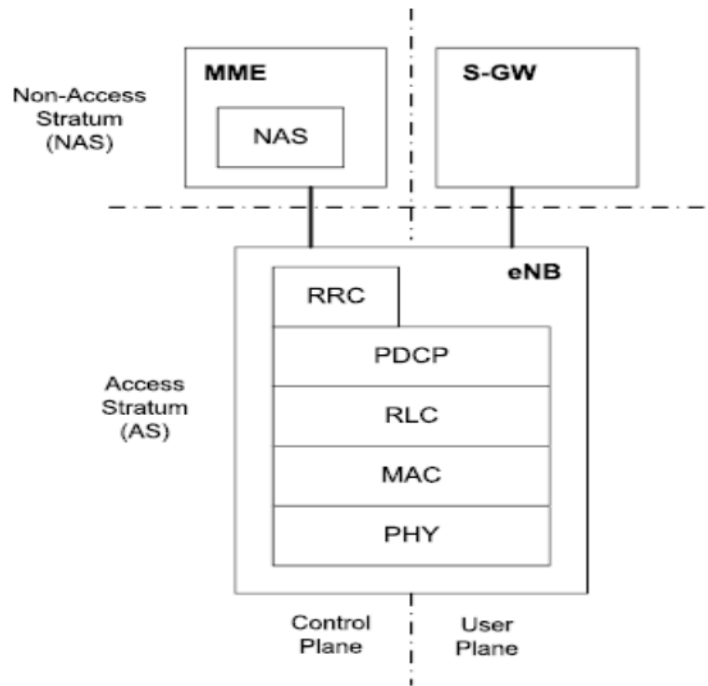 MME
S-GW
Non-Access
Stratum
(NAS)
NAS
eNB
RRC
PDCP
Access
Stratum
(AS)
RLC
MAC
PHY
Control
Plane
User
Plane